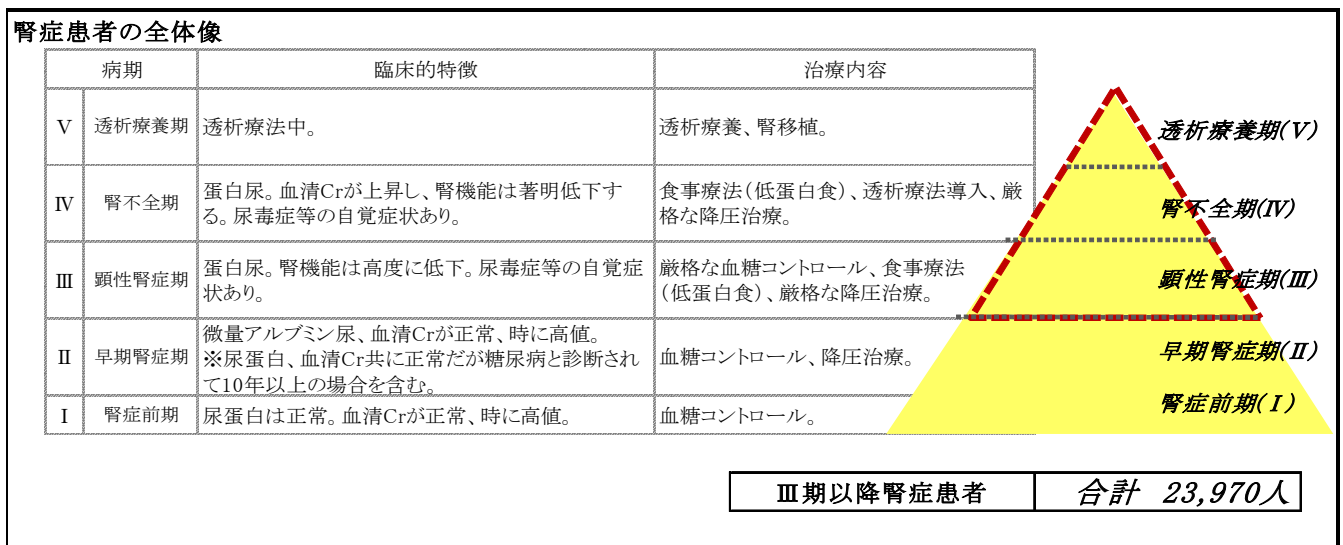 腎症患者の全体像
病期 臨床的特徴 治療内容
Ⅴ 透析療養期 透析療法中。 透析療養、腎移植。
Ⅳ 腎不全期 蛋白尿。血清Crが上昇し、腎機能は著明低下す
る。尿毒症等の自覚症状あり。
食事療法(低蛋白食)、透析療法導入、厳
格な降圧治療。
Ⅲ 顕性腎症期 蛋白尿。腎機能は高度に低下。尿毒症等の自覚症
状あり。
厳格な血糖コントロール、食事療法
(低蛋白食)、厳格な降圧治療。
Ⅱ 早期腎症期 微量アルブミン尿、血清Crが正常、時に高値。
※尿蛋白、血清Cr共に正常だが糖尿病と診断され
て10年以上の場合を含む。
血糖コントロール、降圧治療。
Ⅰ 腎症前期 尿蛋白は正常。血清Crが正常、時に高値。 血糖コントロール。
透析療養期(Ⅴ)
腎不全期(Ⅳ)
顕性腎症期(Ⅲ)
早期腎症期(Ⅱ)
腎症前期(Ⅰ)
Ⅲ期以降腎症患者 合計 23,970人